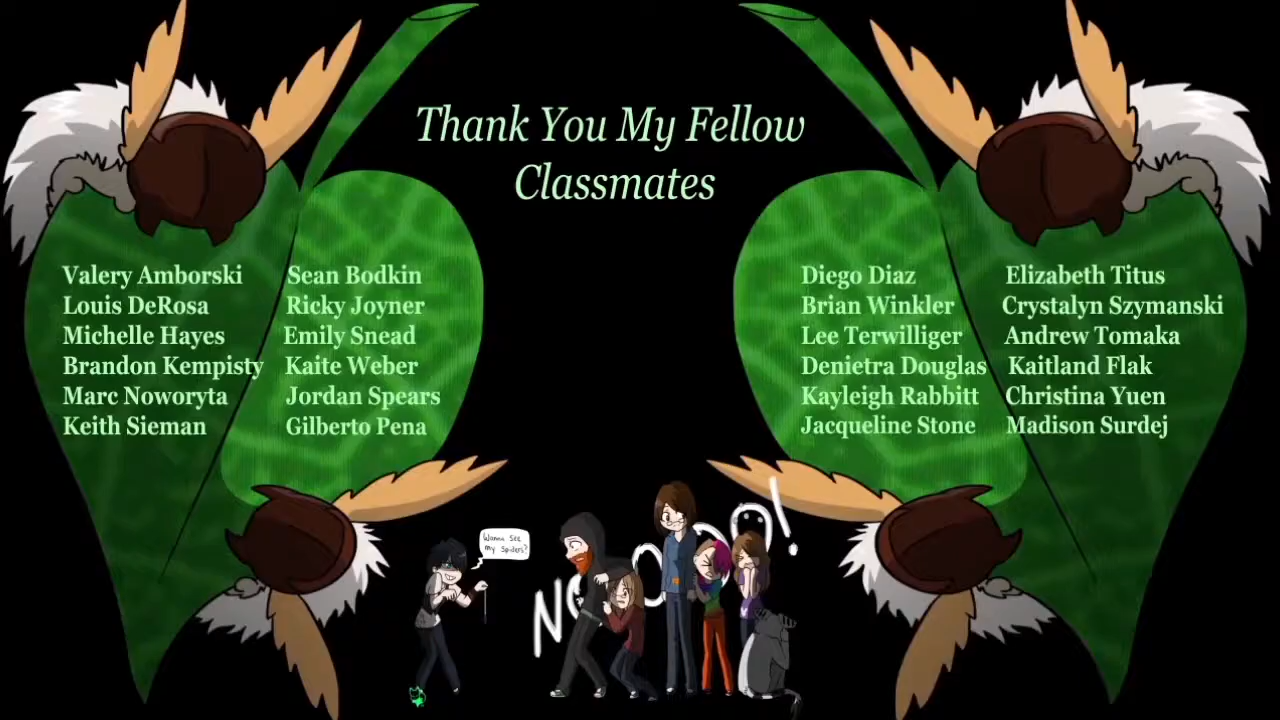 Thank You My Fellow
Classmates
Valery Amborski
Louis DeRosa
Michelle Hayes
Brandon Kempisty
Marc Noworyta
Keith Sieman
Sean Bodkin
Ricky Joyner
Emily Snead
Kaite Weber
Jordan Spears
Gilberto Pena
Diego Diaz
Brian Winkler
Lee Terwilliger
Denietra Douglas
Kayleigh Rabbitt
Jacqueline Stone
Elizabeth Titus
Crystalyn Szymanski
Andrew Tomaka
Kaitland Flak
Christina Yuen
Madison Surdej
Wanna see
my spiders?